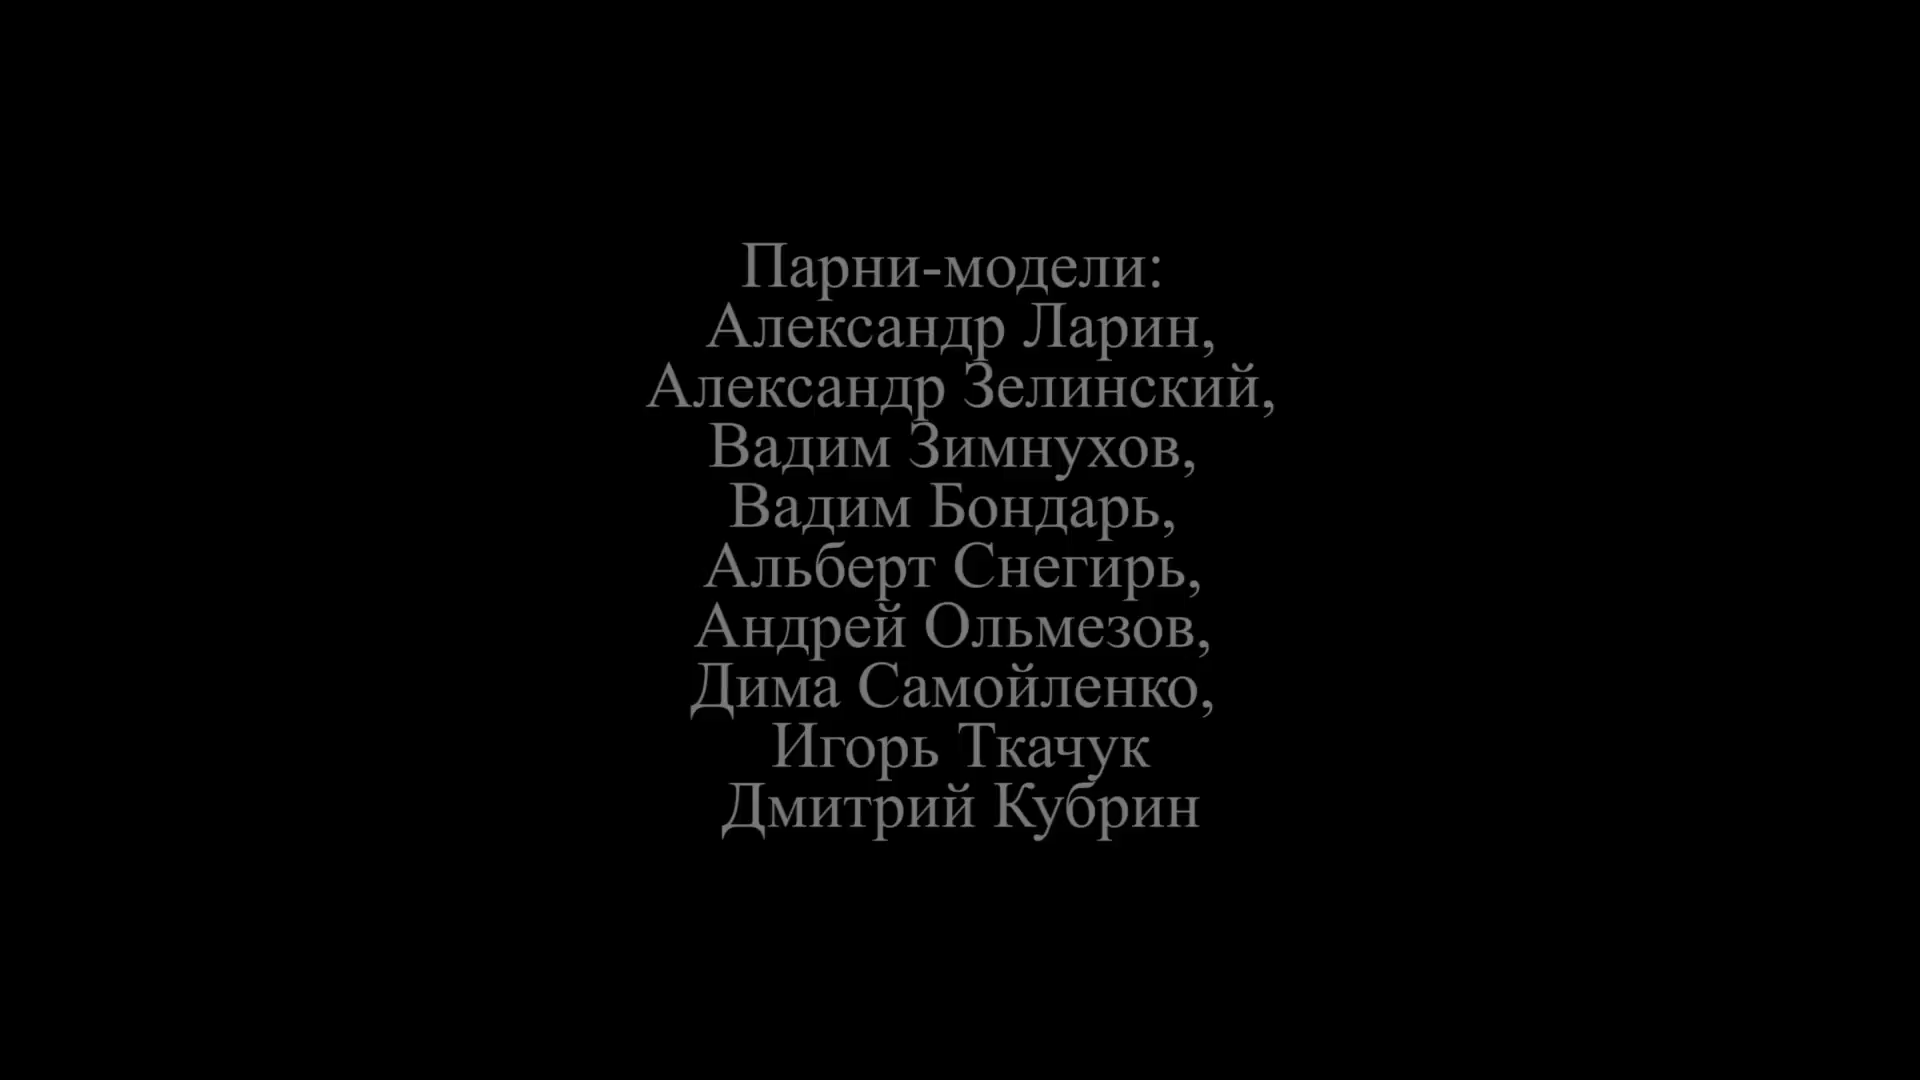 Парни-модели:
Александр Ларин,
Александр Зелинский,
Вадим Зимнухов,
Вадим Бондарь,
Альберт Снегирь,
Андрей Ольмезов,
Дима Самойленко,
Игорь Ткачук
Дмитрий Кубрин